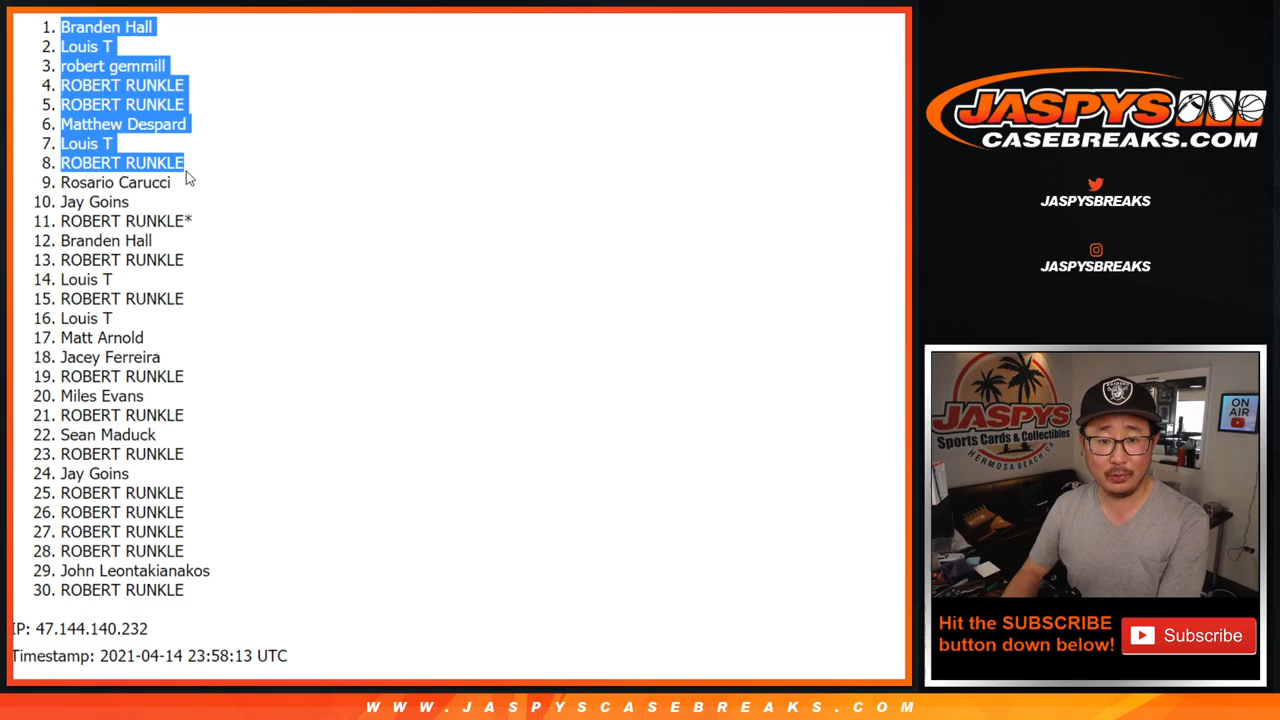 1. Branden Hall
2. Louis T
3. robert gemmill
4. ROBERT RUNKLE
5. ROBERT RUNKLE
6. Matthew Despard
7. Louis T
8. ROBERT RUNKLE
9. Rosario Carucci
10. Jay Goins
11. ROBERT RUNKLE*
12. Branden Hall
13. ROBERT RUNKLE
14. Louis T
15. ROBERT RUNKLE
16. Louis T
17. Matt Arnold
18. Jacey Ferreira
19. ROBERT RUNKLE
20. Miles Evans
21. ROBERT RUNKLE
22. Sean Maduck
23. ROBERT RUNKLE
24. Jay Goins
25. ROBERT RUNKLE
26. ROBERT RUNKLE
27. ROBERT RUNKLE
28. ROBERT RUNKLE
29. John Leontakianakos
30. ROBERT RUNKLE
IP: 47.144.140.232
Timestamp: 2021-04-14 23:58:13 UTC
JASPYS
CASEBREAKS.COM
JASPYSBREAKS
JASPYSBREAKS
JASPYS
Sports Cards & Collectibles
HERMOSA BEACH, CA
RAIDERS
ON
AIR
Hit the SUBSCRIBE
button down below!
Subscribe
WWW.JASPYSCASEBREAKS.COM